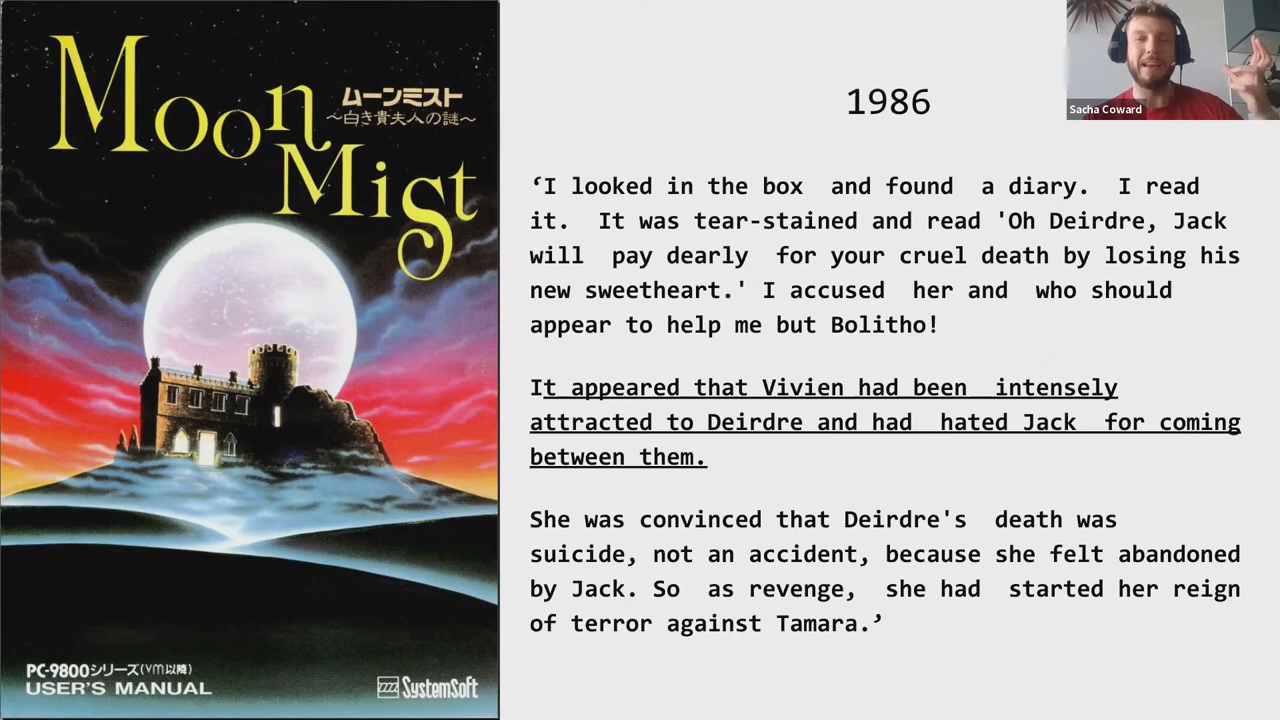 Moon
Mist
ムーンミスト
～白き貴夫人の謎～
PC-9800シリーズ(VM以降)
USER'S MANUAL
SystemSoft
1986
‘I looked in the box and found a diary. I read
it. It was tear-stained and read 'Oh Deirdre, Jack
will pay dearly for your cruel death by losing his
new sweetheart.' I accused her and who should
appear to help me but Bolitho!
It appeared that Vivien had been intensely
attracted to Deirdre and had hated Jack for coming
between them.
She was convinced that Deirdre's death was
suicide, not an accident, because she felt abandoned
by Jack. So as revenge, she had started her reign
of terror against Tamara.’
Sacha Coward